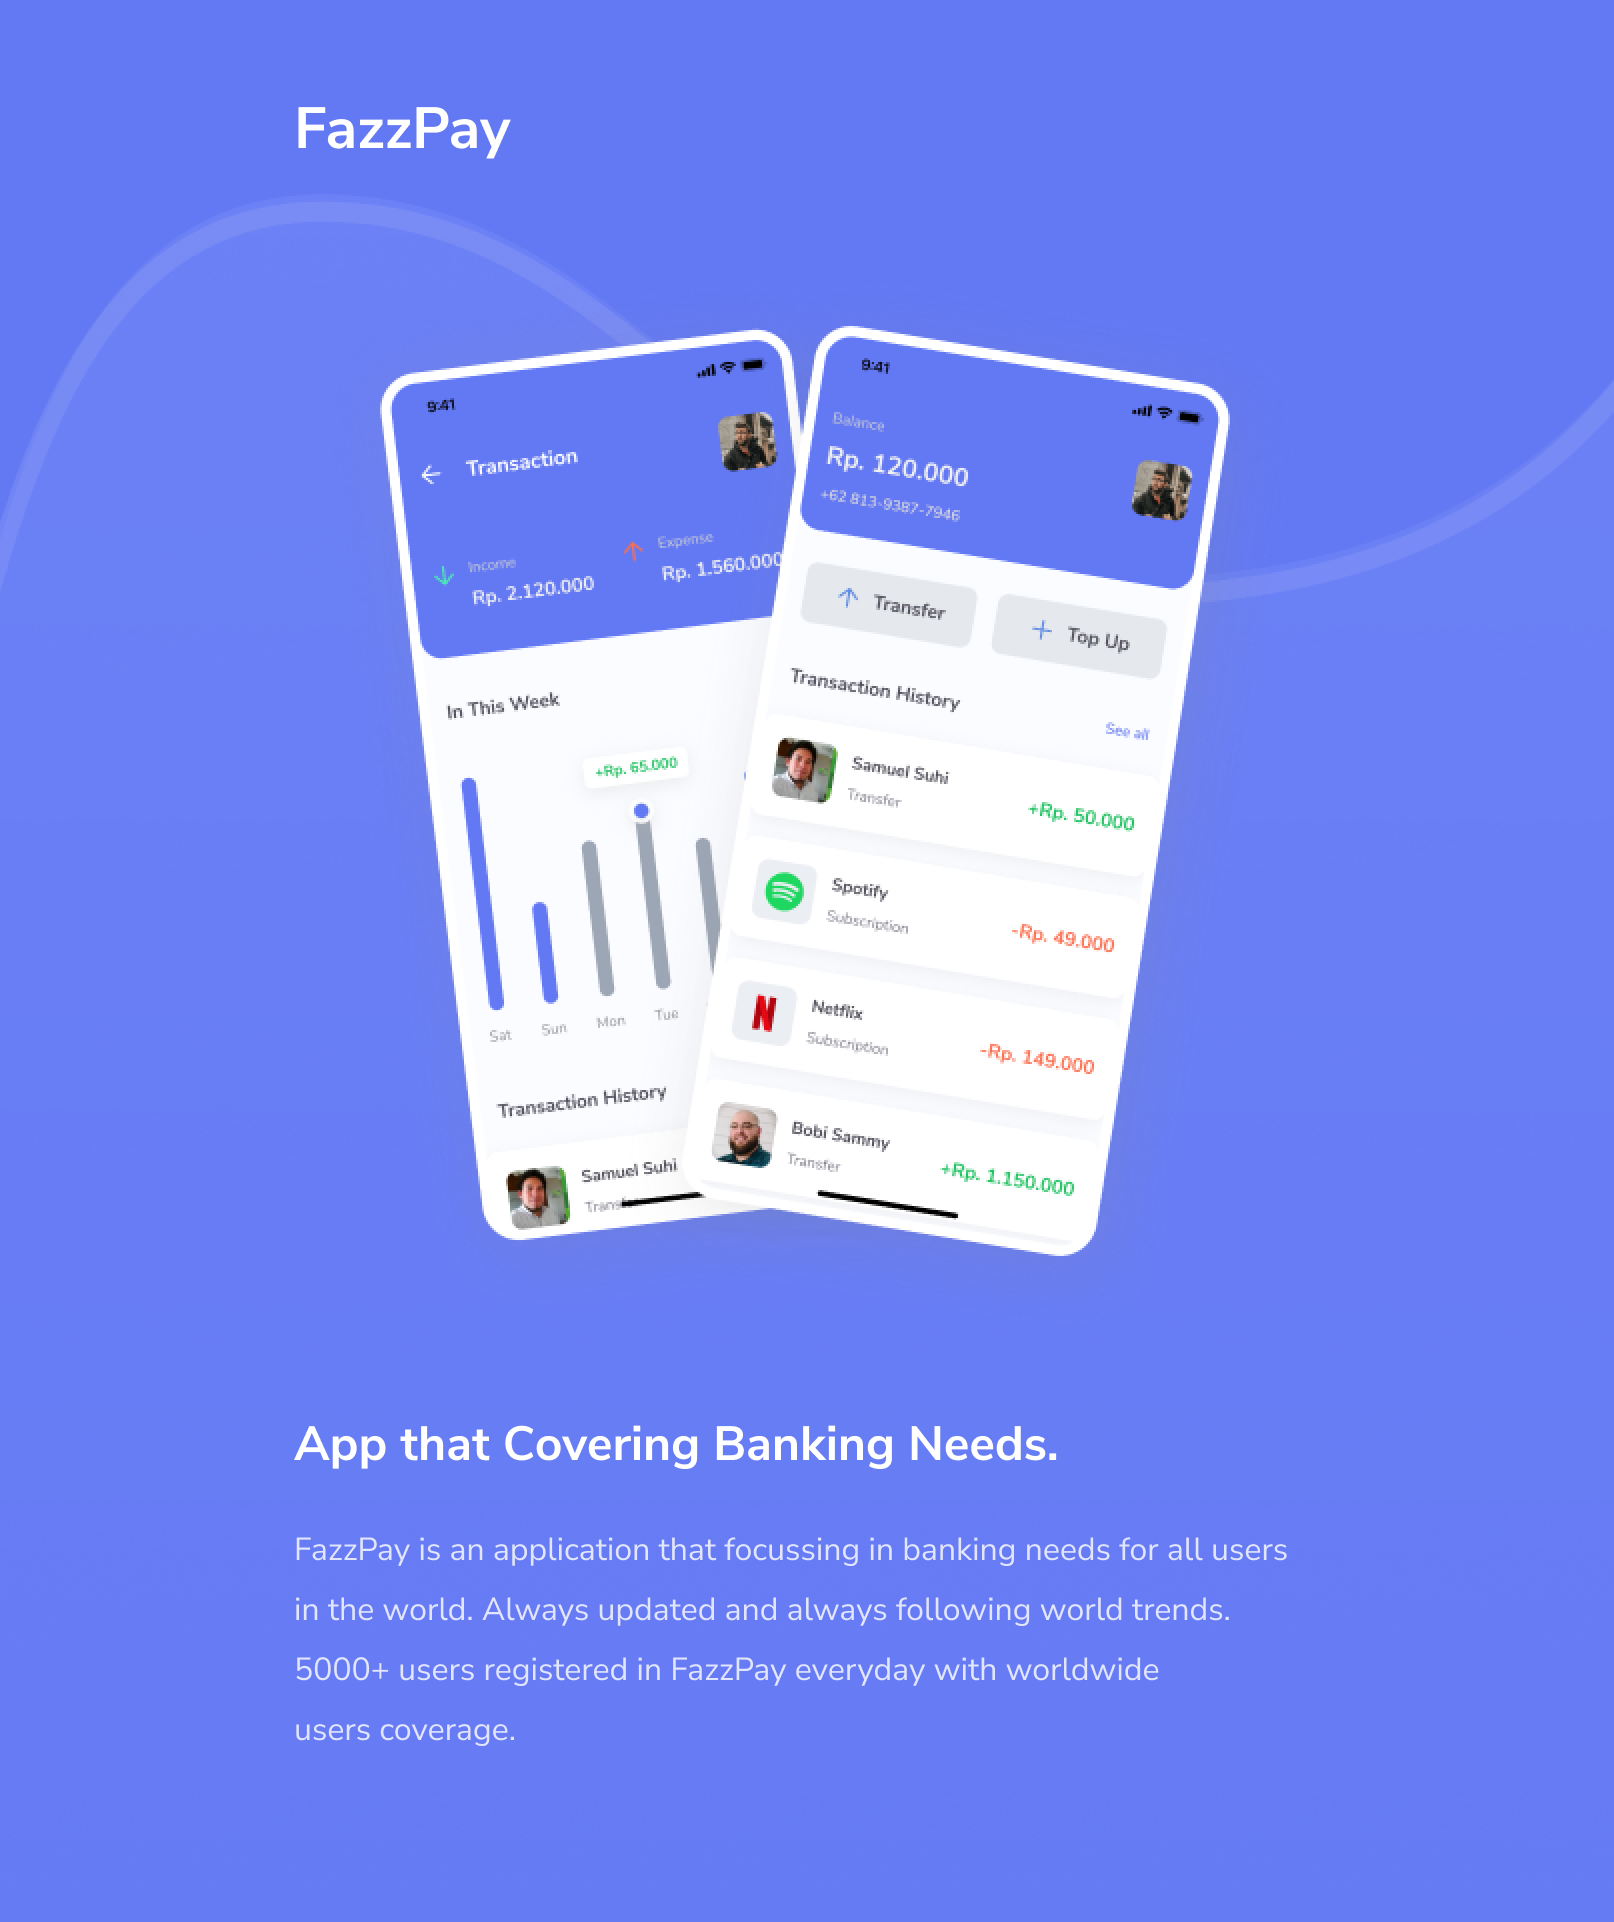 FazzPay
9:41
Transaction
Income
Rp. 2.120.000
Expense
Rp. 1.560.000
In This Week
+Rp. 65.000
Sat
Sun
Mon
Tue
Transaction History
Samuel Suhi
9:41
Balance
Rp. 120.000
+62 813-9387-7946
Transfer
Top Up
Transaction History
See all
Samuel Suhi
Transfer
+Rp. 50.000
Spotify
Subscription
-Rp. 49.000
N
Netflix
Subscription
-Rp. 149.000
Bobi Sammy
Transfer
+Rp. 1.150.000
App that Covering Banking Needs.
FazzPay is an application that focussing in banking needs for all users
in the world. Always updated and always following world trends.
5000+ users registered in FazzPay everyday with worldwide
users coverage.